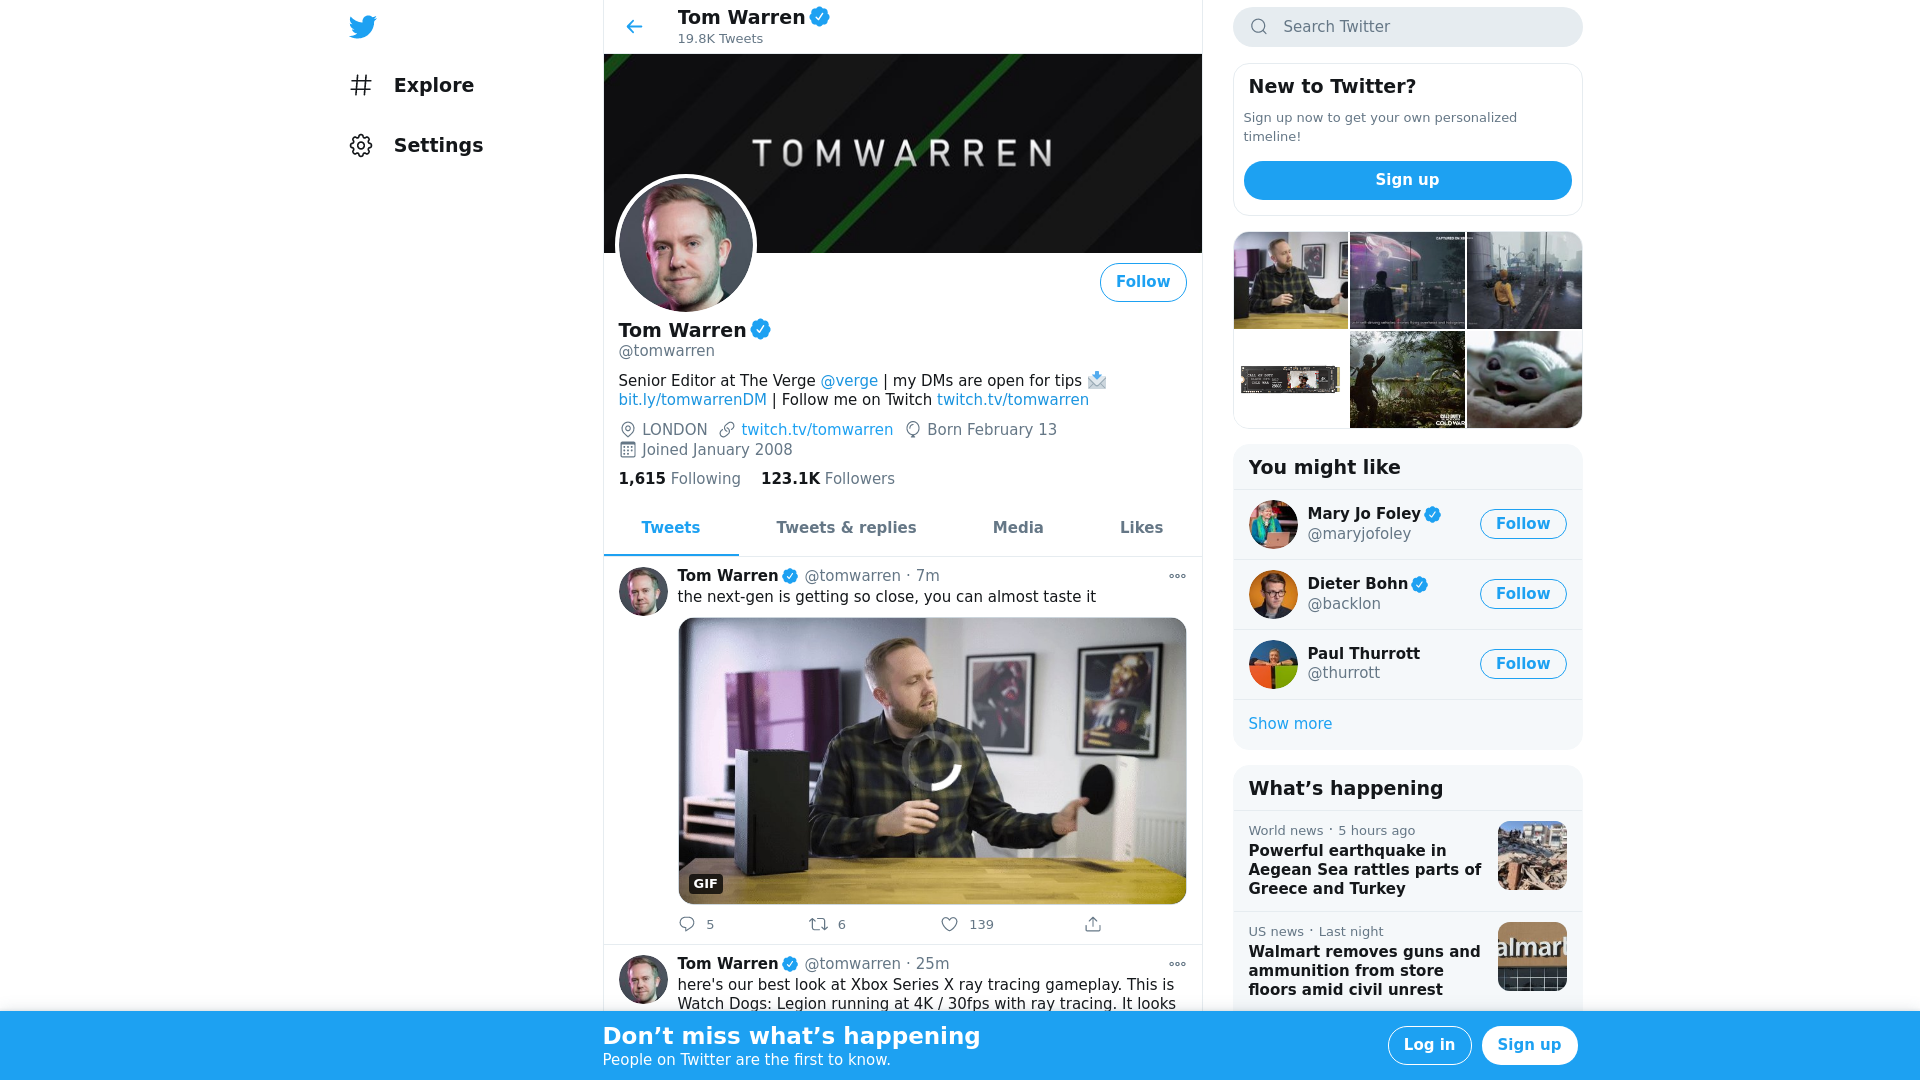 Explore
Settings
Tom Warren
19.8K Tweets
TOMWARREN
Follow
Tom Warren
@tomwarren
Senior Editor at The Verge @verge | my DMs are open for tips
bit.ly/tomwarrenDM | Follow me on Twitch twitch.tv/tomwarren
LONDON twitch.tv/tomwarren Born February 13
Joined January 2008
1,615 Following 123.1K Followers
Tweets Tweets & replies Media Likes
Tom Warren @tomwarren · 7m
the next-gen is getting so close, you can almost taste it
GIF
5 6 139
Tom Warren @tomwarren · 25m
here's our best look at Xbox Series X ray tracing gameplay. This is
Watch Dogs: Legion running at 4K / 30fps with ray tracing. It looks
Search Twitter
New to Twitter?
Sign up now to get your own personalized
timeline!
Sign up
You might like
Mary Jo Foley
@maryjofoley
Follow
Dieter Bohn
@backlon
Follow
Paul Thurrott
@thurrott
Follow
Show more
What’s happening
World news · 5 hours ago
Powerful earthquake in
Aegean Sea rattles parts of
Greece and Turkey
US news · Last night
Walmart removes guns and
ammunition from store
floors amid civil unrest
almart
Don’t miss what’s happening
People on Twitter are the first to know.
Log in
Sign up